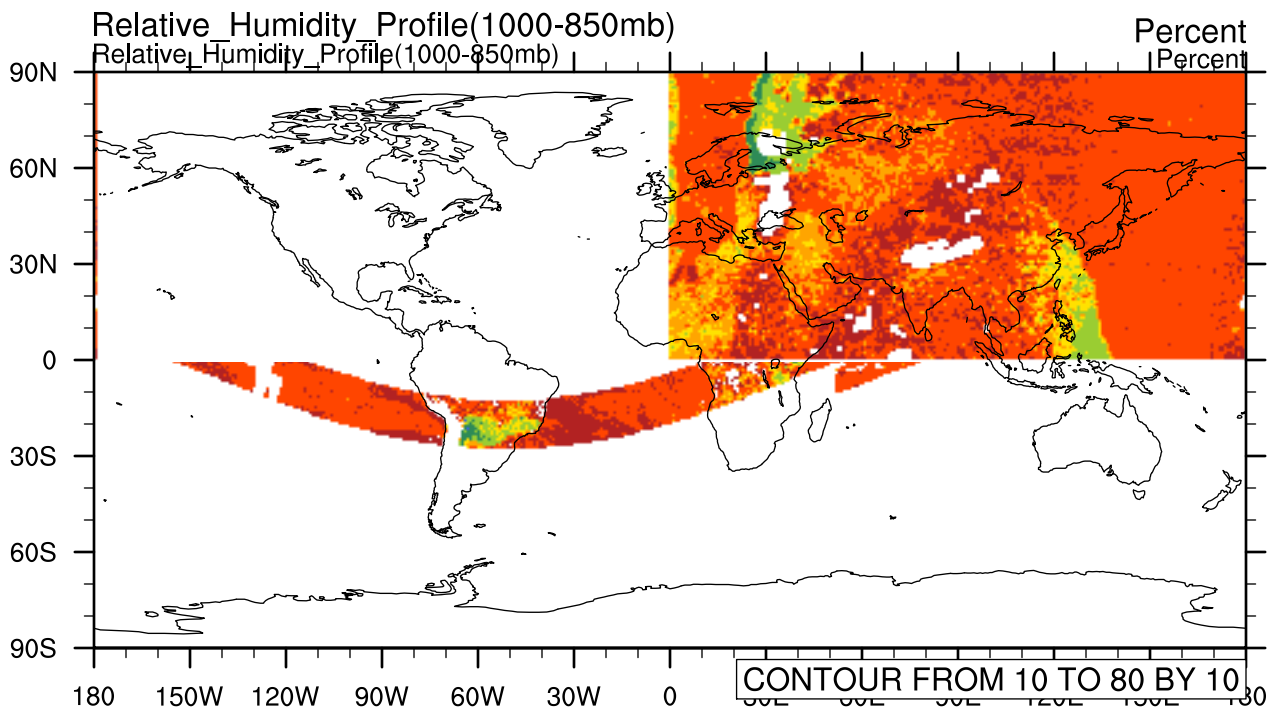 Relative_Humidity_Profile(1000-850mb) Percent
Relative_Humidity_Profile(1000-850mb) Percent
90N
60N
30N
0
30S
60S
90S
180 150W 120W 90W 60W 30W 0
CONTOUR FROM 10 TO 80 BY 10